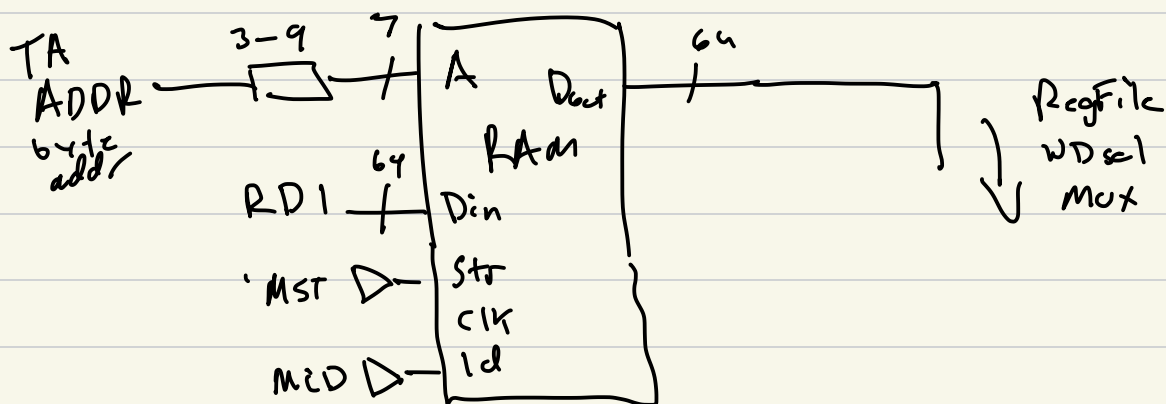 TA
ADDR
byte
addr
3-9
7
A
Dout
64
RAM
64
RD1
Din
MST
Str
Clk
MLD
ld
RegFile
WDsel
Mux